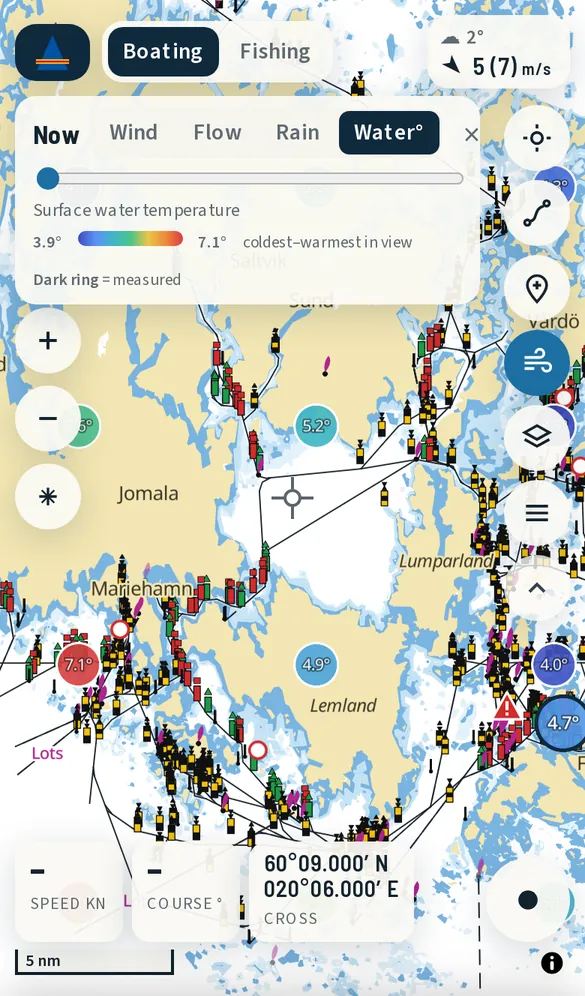 Boating
Fishing
2°
5 (7) m/s
Now
Wind
Flow
Rain
Water°
×
Surface water temperature
3.9°
7.1°
coldest–warmest in view
Dark ring = measured
Saltvik
Sund
Vårdö
+
−
5.2°
Jomala
Lumparland
Mariehamn
7.1°
4.9°
4.0°
Lemland
4.7°
Lots
–
SPEED KN
–
COURSE °
60°09.000′ N
020°06.000′ E
CROSS
5 nm